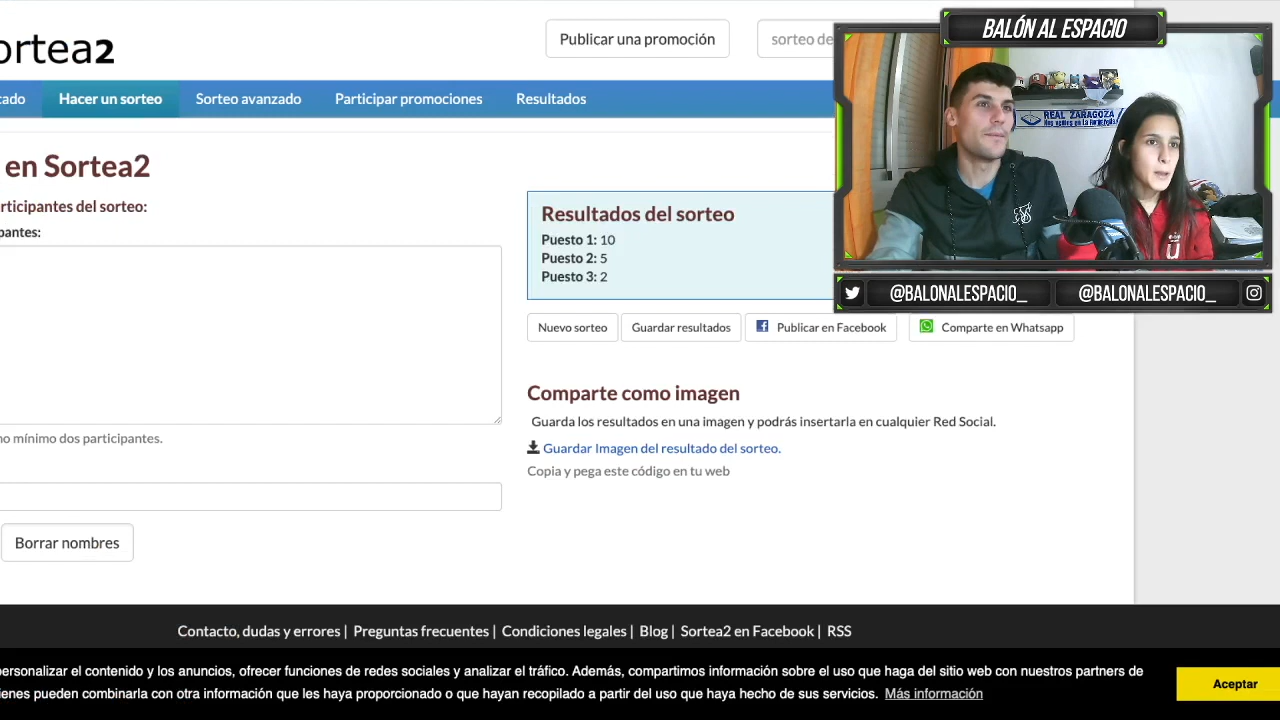 ortea2
Publicar una promoción
sorteo de
BALÓN AL ESPACIO
REAL ZARAGOZA
@BALONALESPACIO_
@BALONALESPACIO_
tado
Hacer un sorteo
Sorteo avanzado
Participar promociones
Resultados
en Sortea2
rticipantes del sorteo:
pantes:
no mínimo dos participantes.
Borrar nombres
Resultados del sorteo
Puesto 1: 10
Puesto 2: 5
Puesto 3: 2
Nuevo sorteo
Guardar resultados
Publicar en Facebook
Comparte en Whatsapp
Comparte como imagen
Guarda los resultados en una imagen y podrás insertarla en cualquier Red Social.
Guardar Imagen del resultado del sorteo.
Copia y pega este código en tu web
Contacto, dudas y errores | Preguntas frecuentes | Condiciones legales | Blog | Sortea2 en Facebook | RSS
personalizar el contenido y los anuncios, ofrecer funciones de redes sociales y analizar el tráfico. Además, compartimos información sobre el uso que haga del sitio web con nuestros partners de
ienes pueden combinarla con otra información que les haya proporcionado o que hayan recopilado a partir del uso que haya hecho de sus servicios. Más información
Aceptar